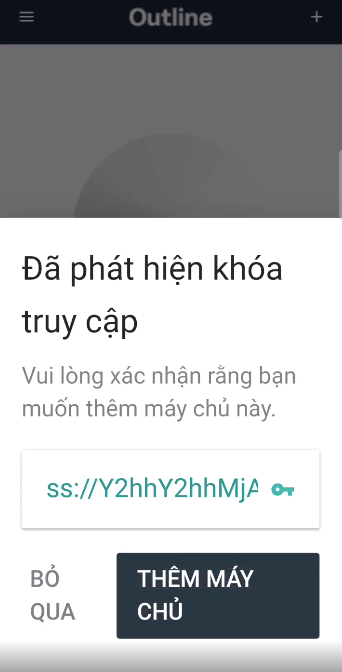 Outline
Đã phát hiện khóa
truy cập
Vui lòng xác nhận rằng bạn
muốn thêm máy chủ này.
ss://Y2hhY2hhMjA
BỎ
QUA
THÊM MÁY
CHỦ